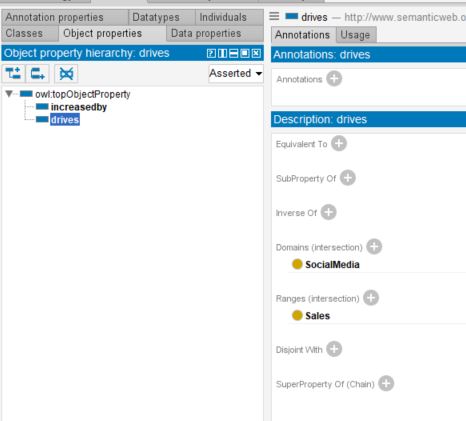 Annotation properties Datatypes Individuals
Classes Object properties Data properties
Object property hierarchy: drives
Asserted
owl:topObjectProperty
increasedby
drives
drives — http://www.semanticweb.o
Annotations Usage
Annotations: drives
Annotations
Description: drives
Equivalent To
SubProperty Of
Inverse Of
Domains (intersection)
SocialMedia
Ranges (intersection)
Sales
Disjoint With
SuperProperty Of (Chain)